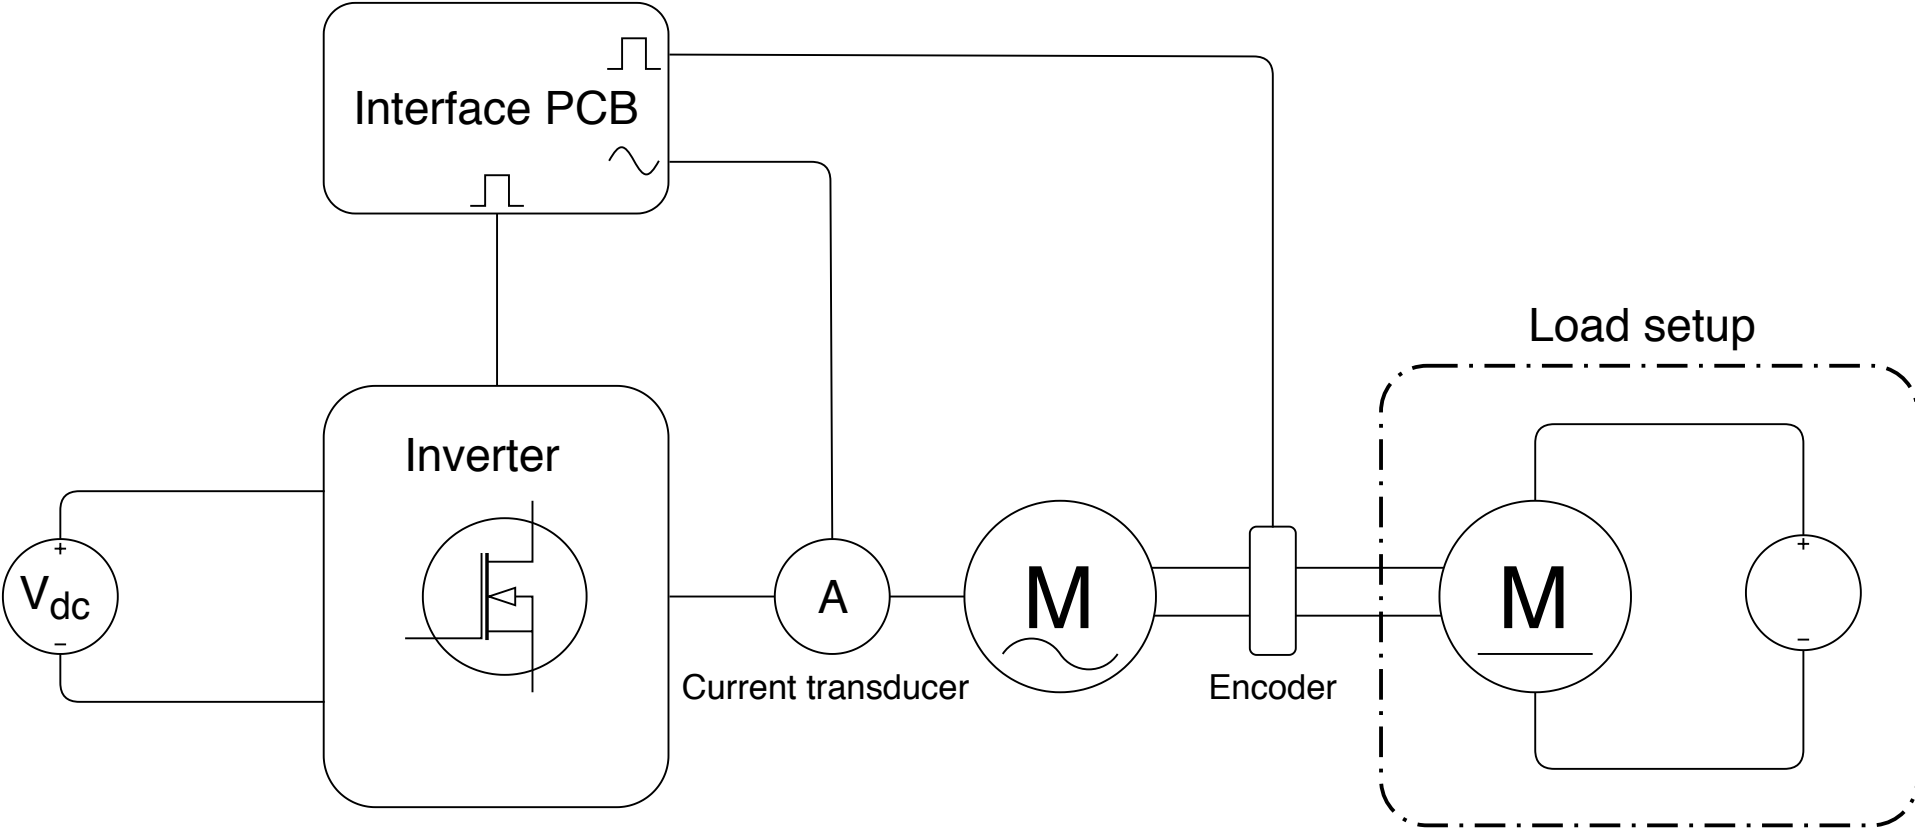 Interface PCB
Load setup
Inverter
+
Vdc
−
A
Current transducer
M
Encoder
M
+
−